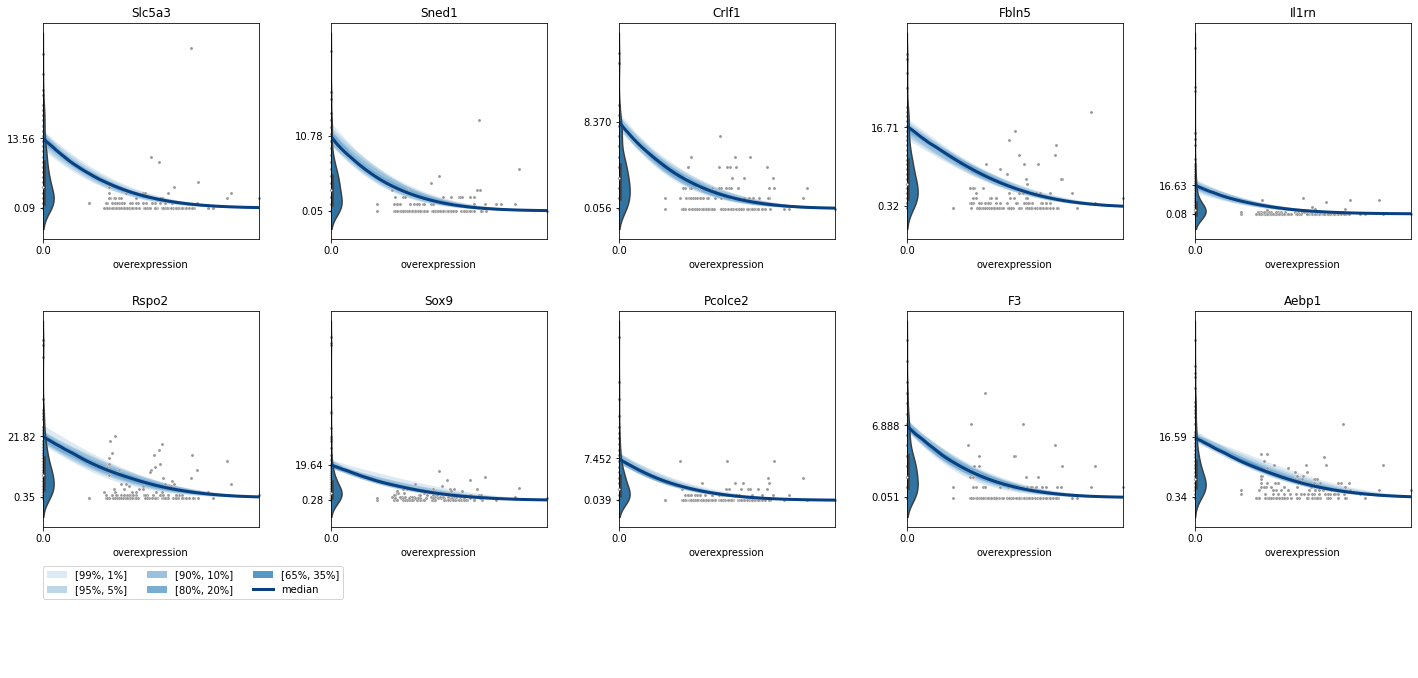 Slc5a3 Sned1 Crlf1 Fbln5 Il1rn
13.56 10.78 8.370 16.71 16.63
0.09 0.05 0.056 0.32 0.08
0.0 0.0 0.0 0.0 0.0
overexpression overexpression overexpression overexpression overexpression
Rspo2 Sox9 Pcolce2 F3 Aebp1
21.82 19.64 7.452 6.888 16.59
0.35 0.28 0.039 0.051 0.34
0.0 0.0 0.0 0.0 0.0
overexpression overexpression overexpression overexpression overexpression
[99%, 1%] [90%, 10%] [65%, 35%]
[95%, 5%] [80%, 20%] median